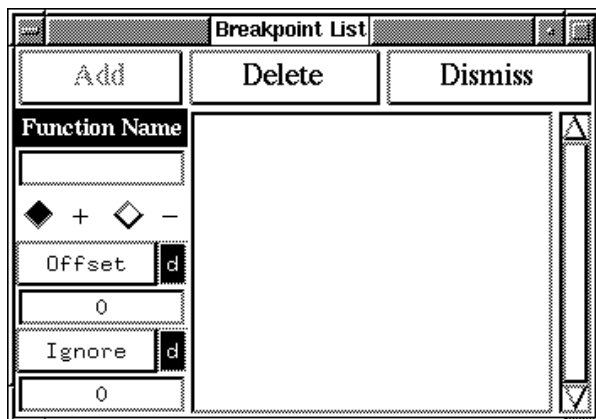 Breakpoint List
Add Delete Dismiss
Function Name
+ −
Offset d
0
Ignore d
0